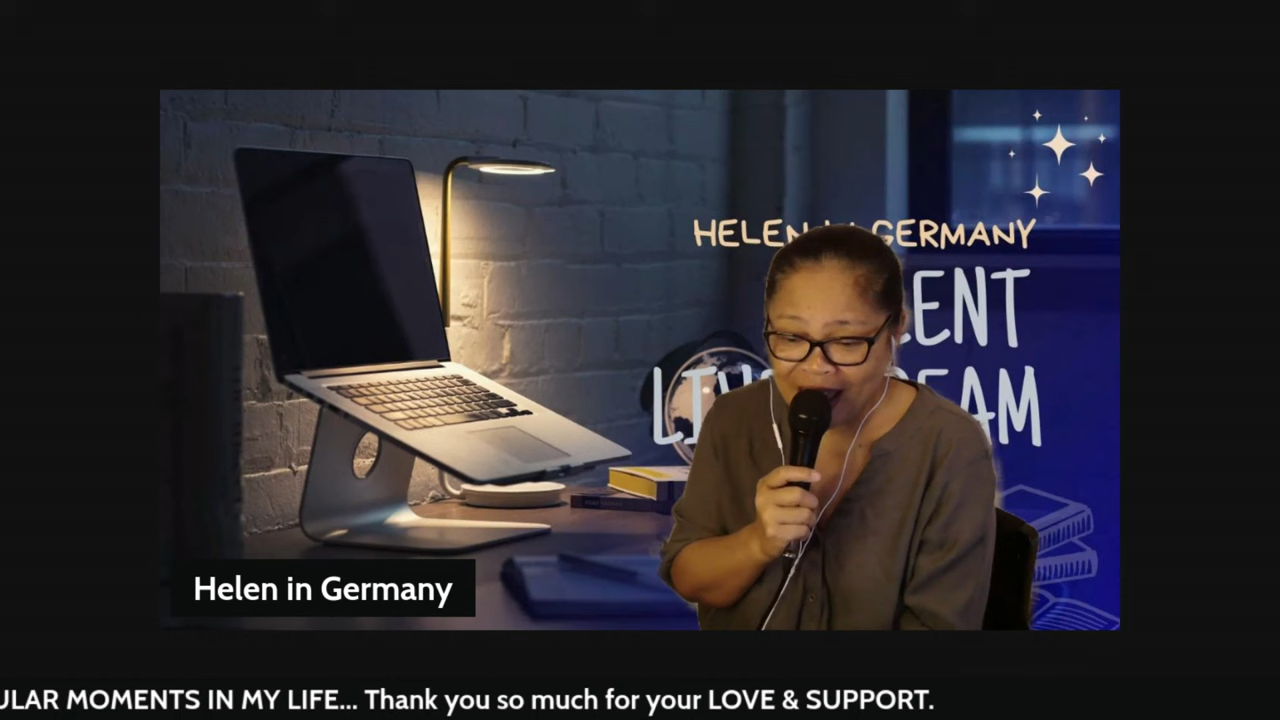 HELEN GERMANY
ENT
LIV EAM
Helen in Germany
ULAR MOMENTS IN MY LIFE... Thank you so much for your LOVE & SUPPORT.